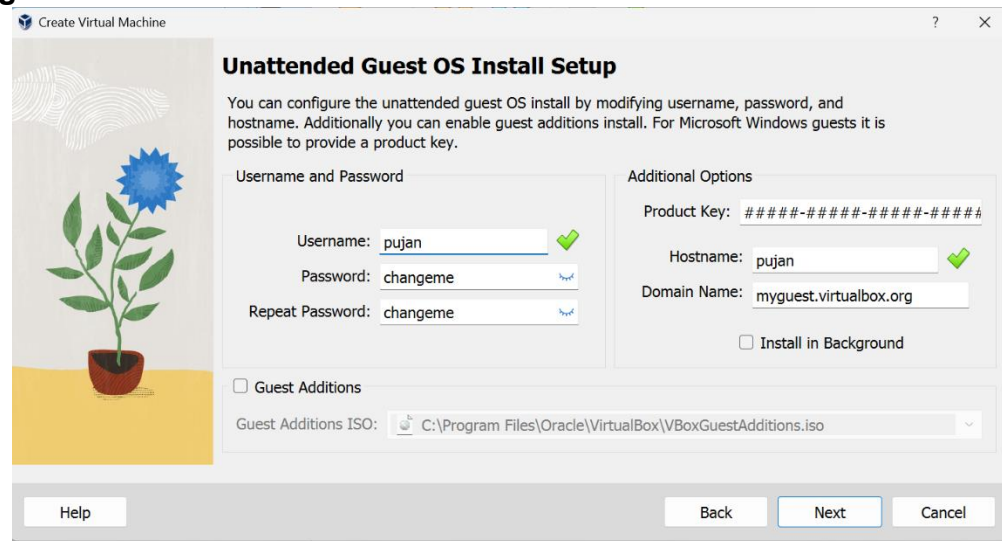 Create Virtual Machine
?
Unattended Guest OS Install Setup
You can configure the unattended guest OS install by modifying username, password, and
hostname. Additionally you can enable guest additions install. For Microsoft Windows guests it is
possible to provide a product key.
Username and Password
Username: pujan
Password: changeme
Repeat Password: changeme
Additional Options
Product Key: #####-#####-#####-#####
Hostname: pujan
Domain Name: myguest.virtualbox.org
Install in Background
Guest Additions
Guest Additions ISO: C:\Program Files\Oracle\VirtualBox\VBoxGuestAdditions.iso
Help
Back
Next
Cancel